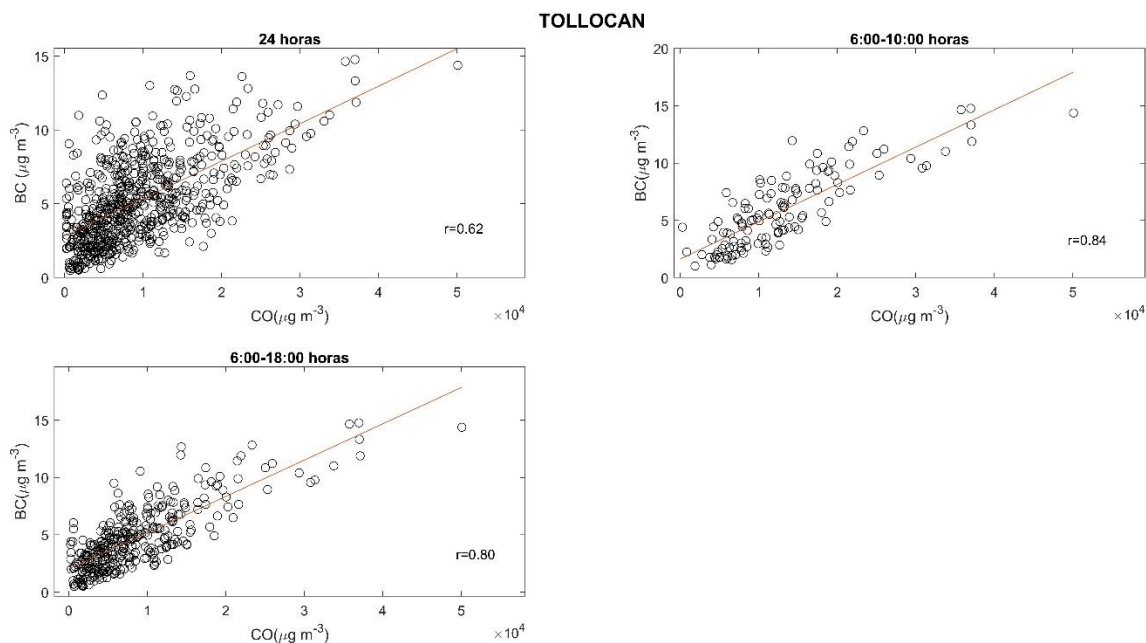 TOLLOCAN
24 horas
15
10
5
0
BC (μg m⁻³)
r=0.62
0 1 2 3 4 5
CO(μg m⁻³)
×10⁴
6:00-10:00 horas
20
15
10
5
0
BC(μg m⁻³)
r=0.84
0 1 2 3 4 5
CO(μg m⁻³)
×10⁴
6:00-18:00 horas
15
10
5
0
BC(μg m⁻³)
r=0.80
0 1 2 3 4 5
CO(μg m⁻³)
×10⁴